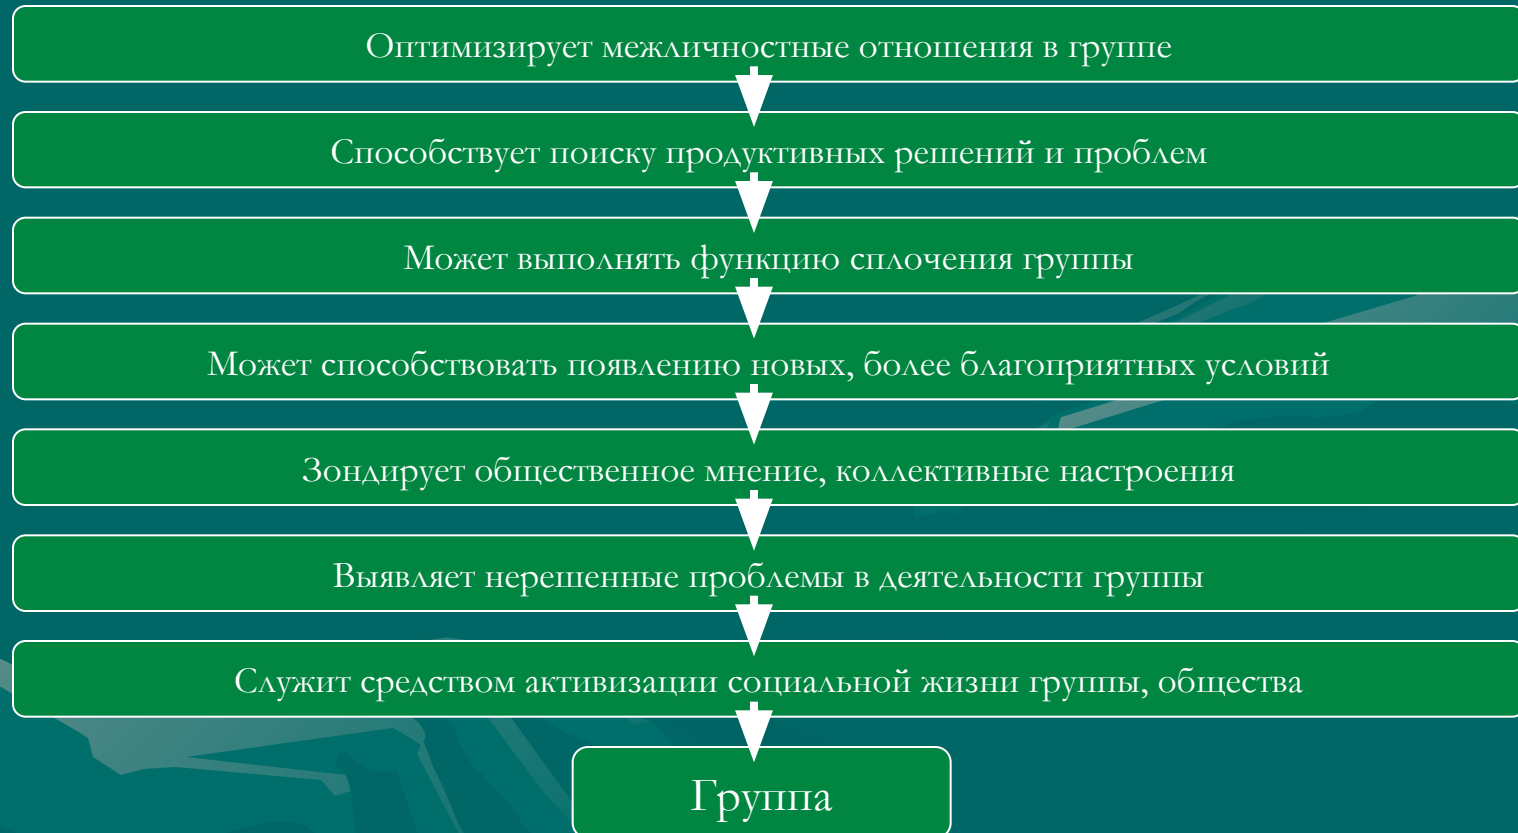 Оптимизирует межличностные отношения в группе
Способствует поиску продуктивных решений и проблем
Может выполнять функцию сплочения группы
Может способствовать появлению новых, более благоприятных условий
Зондирует общественное мнение, коллективные настроения
Выявляет нерешенные проблемы в деятельности группы
Служит средством активизации социальной жизни группы, общества
Группа